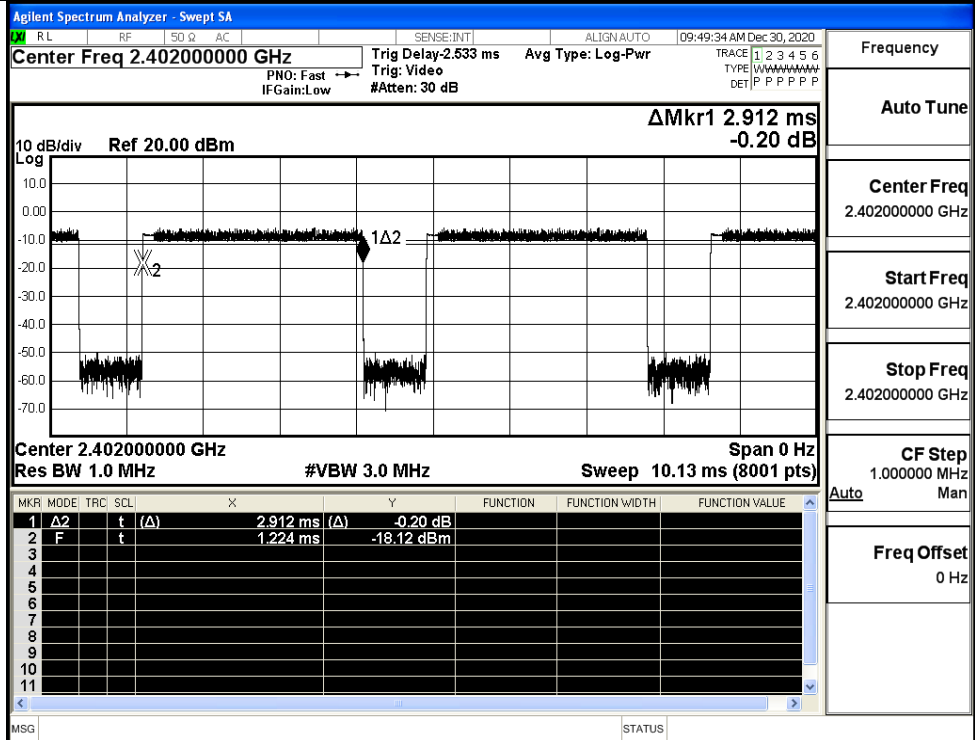 Agilent Spectrum Analyzer - Swept SA
LXI RL RF 50 Ω AC SENSE:INT ALIGN AUTO 09:49:34 AM Dec 30, 2020
Center Freq 2.402000000 GHz
PNO: Fast
IFGain:Low
Trig Delay-2.533 ms
Trig: Video
#Atten: 30 dB
Avg Type: Log-Pwr
TRACE 1 2 3 4 5 6
TYPE WWWWWW
DET P P P P P P
ΔMkr1 2.912 ms
-0.20 dB
10 dB/div Ref 20.00 dBm
Log
10.0
0.00
-10.0
-20.0
-30.0
-40.0
-50.0
-60.0
-70.0
1Δ2
2
Center 2.402000000 GHz Span 0 Hz
Res BW 1.0 MHz #VBW 3.0 MHz Sweep 10.13 ms (8001 pts)
MKR MODE TRC SCL X Y FUNCTION FUNCTION WIDTH FUNCTION VALUE
1 Δ2 t (Δ) 2.912 ms (Δ) -0.20 dB
2 F t 1.224 ms -18.12 dBm
3
4
5
6
7
8
9
10
11
MSG STATUS
Frequency
Auto Tune
Center Freq
2.402000000 GHz
Start Freq
2.402000000 GHz
Stop Freq
2.402000000 GHz
CF Step
1.000000 MHz
Auto Man
Freq Offset
0 Hz